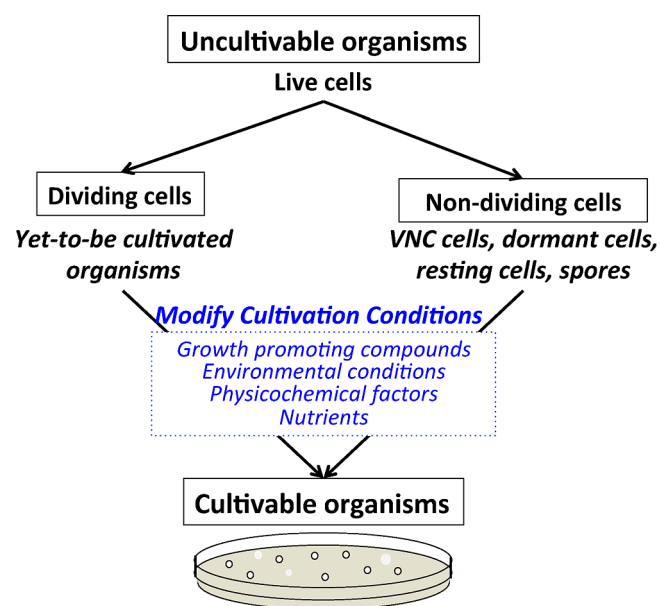 Uncultivable organisms
Live cells
Dividing cells
Non-dividing cells
Yet-to-be cultivated
organisms
VNC cells, dormant cells,
resting cells, spores
Modify Cultivation Conditions
Growth promoting compounds
Environmental conditions
Physicochemical factors
Nutrients
Cultivable organisms